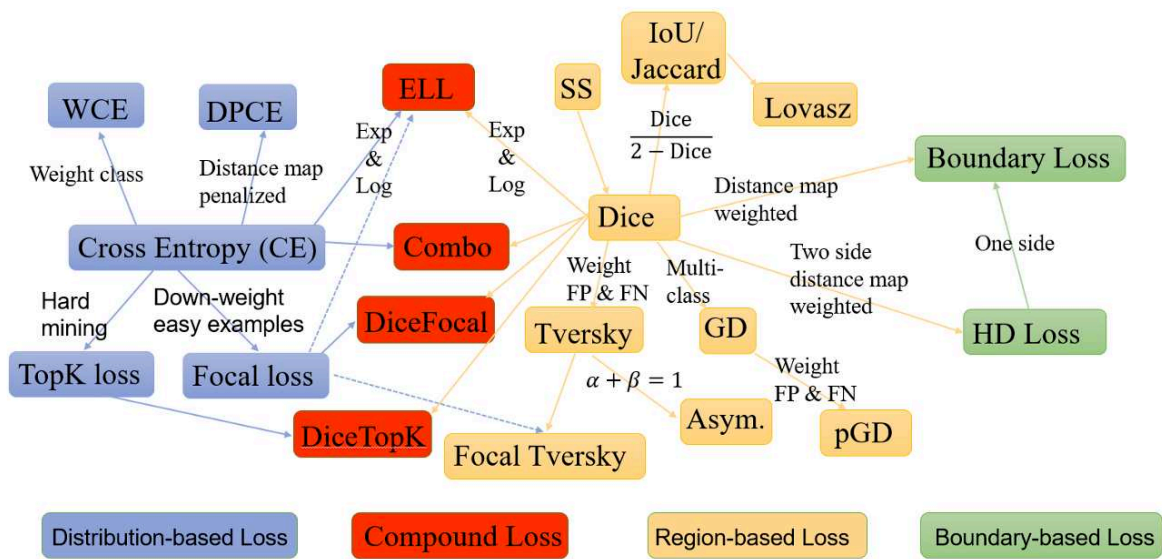 IoU/
Jaccard
ELL
SS
WCE
DPCE
Lovasz
Exp
&
Log
Exp
&
Log
Dice
2 − Dice
Weight class
Distance map
penalized
Boundary Loss
Distance map
weighted
Dice
Cross Entropy (CE)
Combo
One side
Two side
distance map
weighted
Weight
FP & FN
Multi-
class
Hard
mining
Down-weight
easy examples
DiceFocal
Tversky
GD
HD Loss
TopK loss
Focal loss
α + β = 1
Weight
FP & FN
DiceTopK
Focal Tversky
Asym.
pGD
Distribution-based Loss
Compound Loss
Region-based Loss
Boundary-based Loss